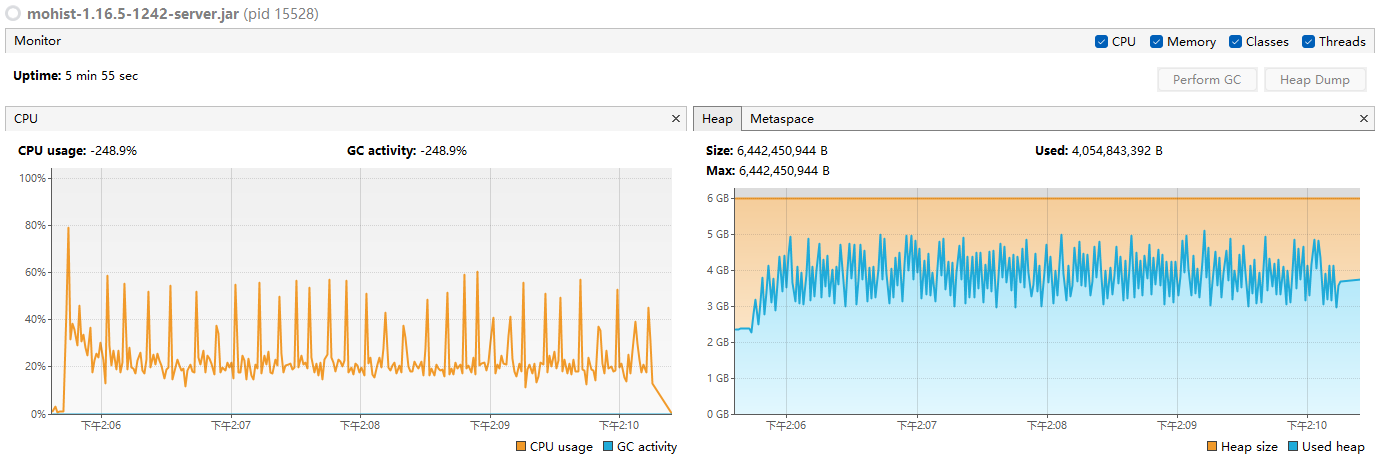 mohist-1.16.5-1242-server.jar (pid 15528)
Monitor
CPU Memory Classes Threads
Uptime: 5 min 55 sec
Perform GC Heap Dump
CPU
CPU usage: -248.9% GC activity: -248.9%
100%
80%
60%
40%
20%
0%
下午2:06 下午2:07 下午2:08 下午2:09 下午2:10
CPU usage GC activity
Heap Metaspace
Size: 6,442,450,944 B Used: 4,054,843,392 B
Max: 6,442,450,944 B
6 GB
5 GB
4 GB
3 GB
2 GB
1 GB
0 GB
下午2:06 下午2:07 下午2:08 下午2:09 下午2:10
Heap size Used heap